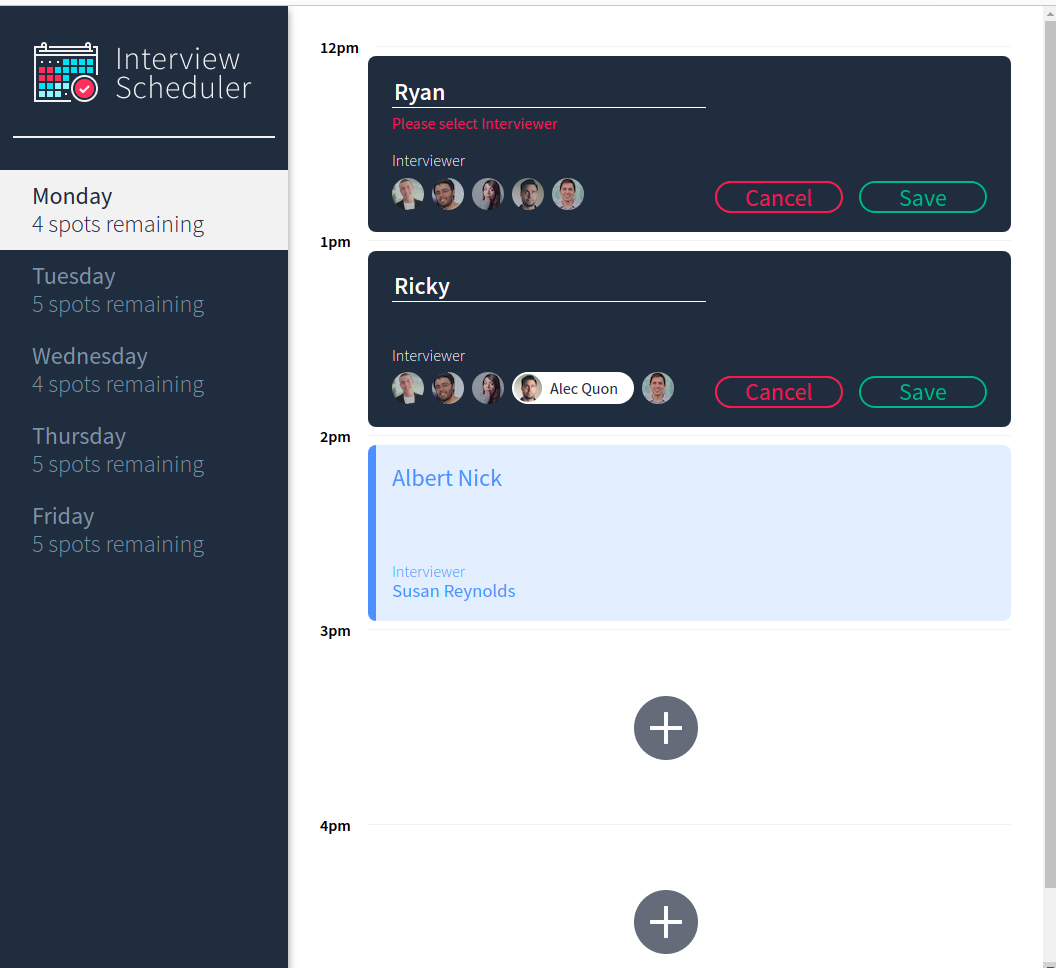 Interview
Scheduler
Monday
4 spots remaining
Tuesday
5 spots remaining
Wednesday
4 spots remaining
Thursday
5 spots remaining
Friday
5 spots remaining
12pm
Ryan
Please select Interviewer
Interviewer
Cancel
Save
1pm
Ricky
Interviewer
Alec Quon
Cancel
Save
2pm
Albert Nick
Interviewer
Susan Reynolds
3pm
4pm